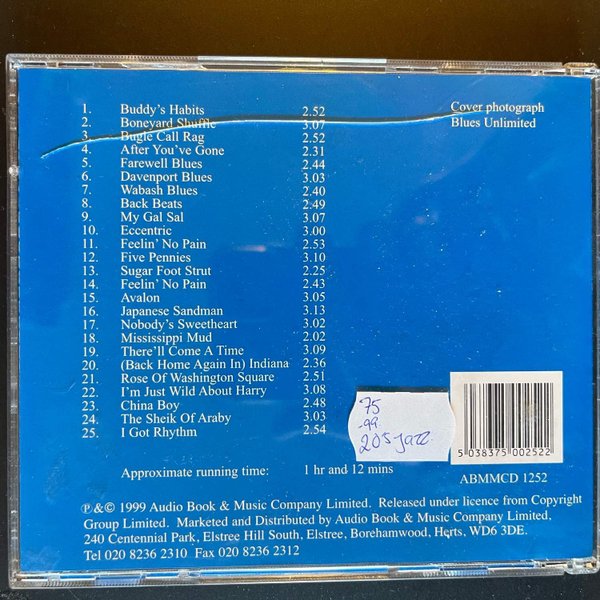 1. Buddy's Habits 2.52 Cover photograph
2. Boneyard Shuffle 3.07 Blues Unlimited
3. Bugle Call Rag 2.52
4. After You've Gone 2.31
5. Farewell Blues 2.44
6. Davenport Blues 3.03
7. Wabash Blues 2.40
8. Back Beats 2.49
9. My Gal Sal 3.07
10. Eccentric 3.00
11. Feelin' No Pain 2.53
12. Five Pennies 3.10
13. Sugar Foot Strut 2.25
14. Feelin' No Pain 2.43
15. Avalon 3.05
16. Japanese Sandman 3.13
17. Nobody's Sweetheart 3.02
18. Mississippi Mud 2.02
19. There'll Come A Time 3.09
20. (Back Home Again In) Indiana 2.36
21. Rose Of Washington Square 2.51
22. I'm Just Wild About Harry 3.08
23. China Boy 2.48
24. The Sheik Of Araby 3.03
25. I Got Rhythm 2.54
75
-99
205 Jazz
5 038375 002522
ABMMCD 1252
Approximate running time: 1 hr and 12 mins
℗ & © 1999 Audio Book & Music Company Limited. Released under licence from Copyright
Group Limited. Marketed and Distributed by Audio Book & Music Company Limited,
240 Centennial Park, Elstree Hill South, Elstree, Borehamwood, Herts, WD6 3DE.
Tel 020 8236 2310 Fax 020 8236 2312